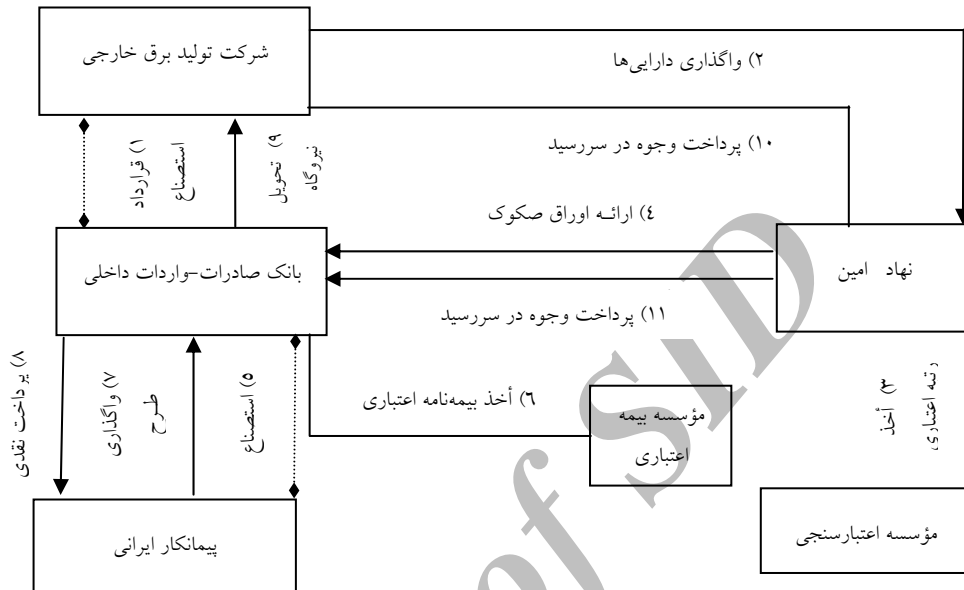 شرکت تولید برق خارجی
۲) واگذاری دارایی‌ها
۱۰) پرداخت وجوه در سررسید
۱) قرارداد
استصناع
۹) تحویل
نیروگاه
۴) ارائه اوراق صکوک
بانک صادرات-واردات داخلی
نهاد امین
۱۱) پرداخت وجوه در سررسید
۸) پرداخت نقدی
۷) واگذاری
طرح
۵) استصناع
۶) أخذ بیمه‌نامه اعتباری
مؤسسه بیمه
اعتباری
۳) أخذ
رتبه اعتباری
پیمانکار ایرانی
مؤسسه اعتبارسنجی
of SID